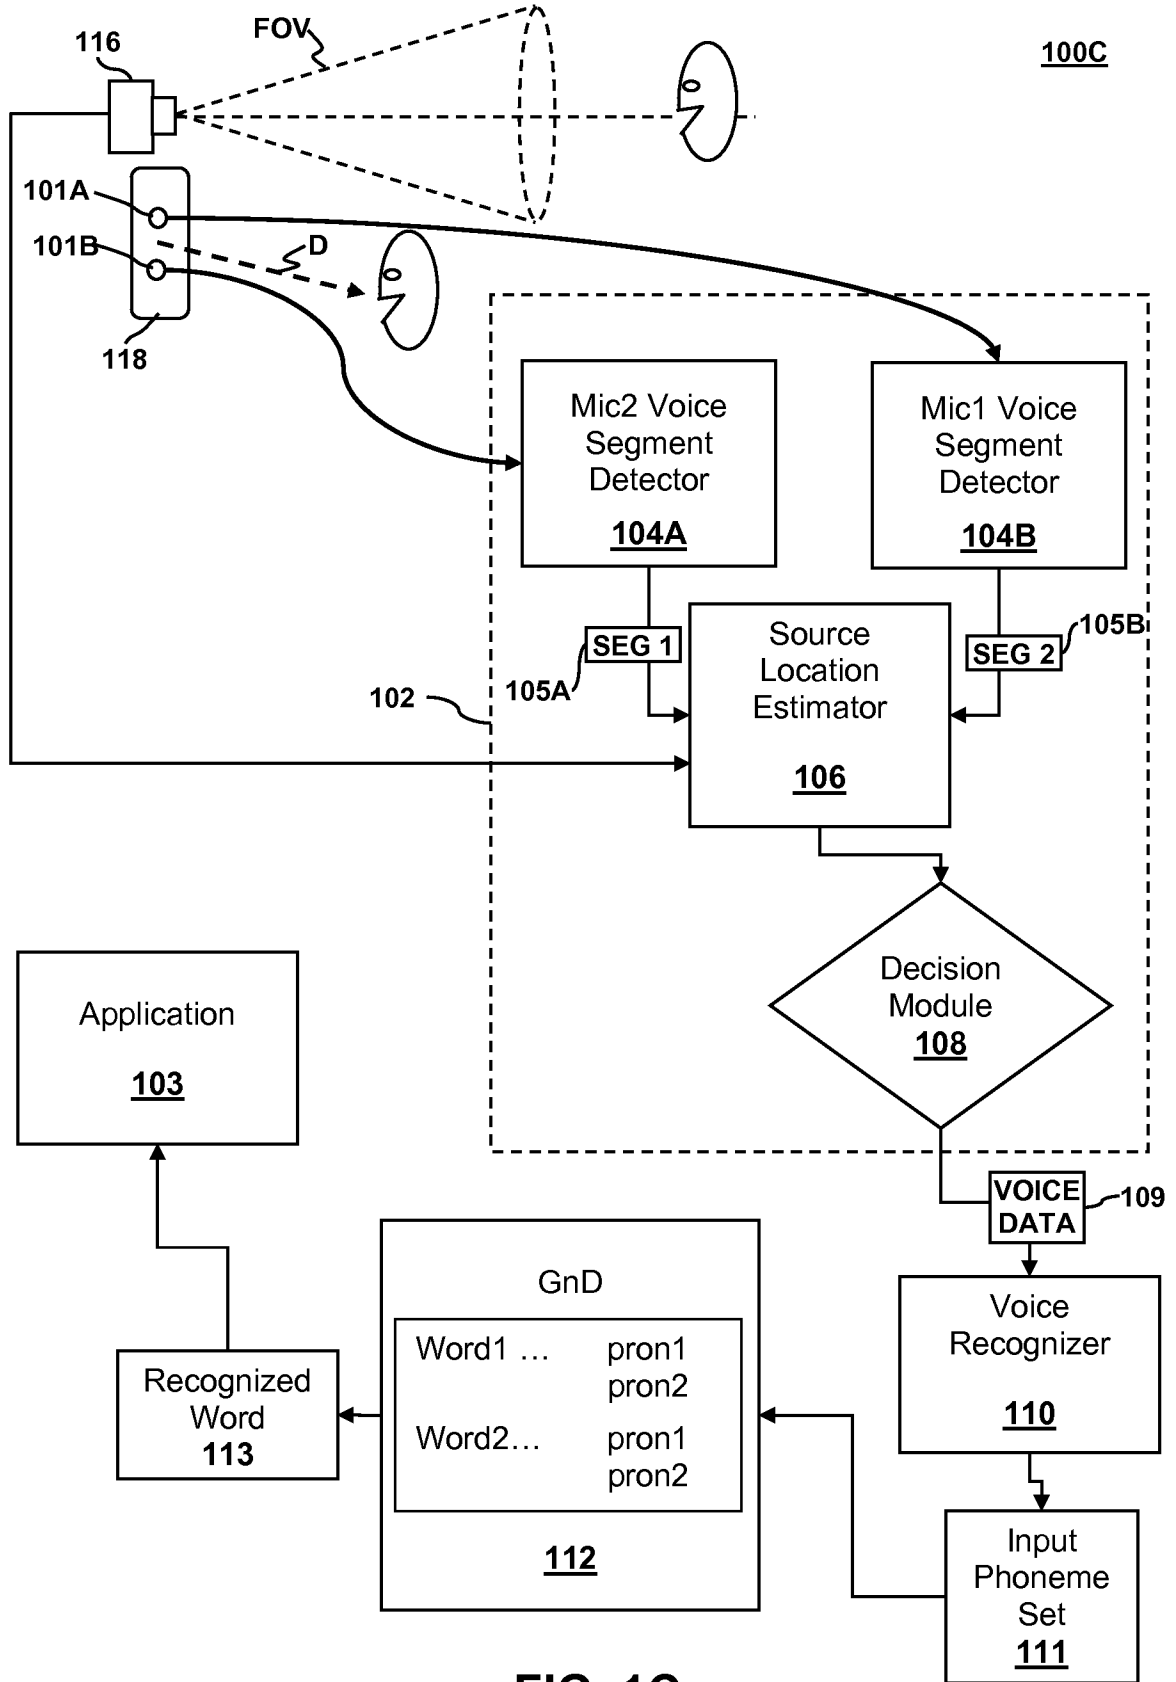 FOV
116
100C
101A
101B
D
118
Mic2 Voice
Segment
Detector
104A
Mic1 Voice
Segment
Detector
104B
SEG 1
105A
SEG 2
105B
102
Source
Location
Estimator
106
Decision
Module
108
Application
103
VOICE
DATA
109
GnD
Word1 ... pron1
pron2
Word2... pron1
pron2
112
Voice
Recognizer
110
Recognized
Word
113
Input
Phoneme
Set
111